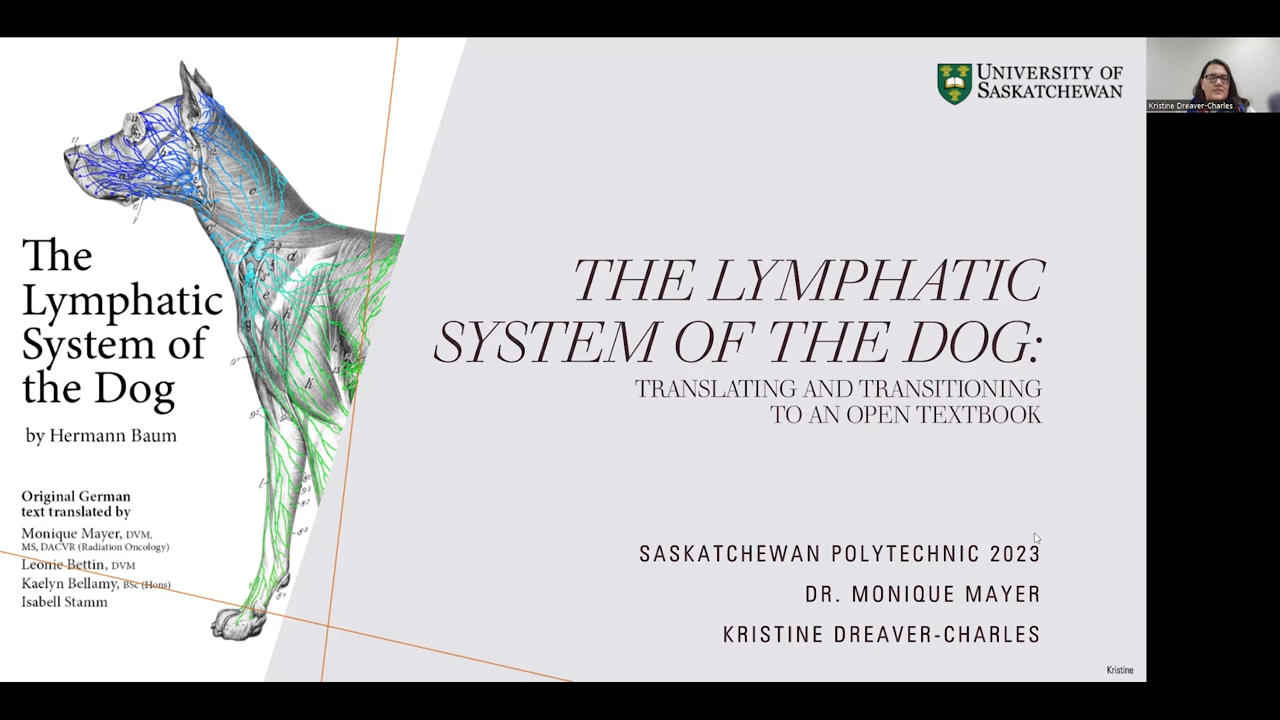 The
Lymphatic
System of
the Dog
by Hermann Baum
Original German
text translated by
Monique Mayer, DVM,
MS, DACVR (Radiation Oncology)
Leonie Bettin, DVM
Kaelyn Bellamy, BSc (Hons)
Isabell Stamm
UNIVERSITY OF
SASKATCHEWAN
THE LYMPHATIC
SYSTEM OF THE DOG:
TRANSLATING AND TRANSITIONING
TO AN OPEN TEXTBOOK
SASKATCHEWAN POLYTECHNIC 2023
DR. MONIQUE MAYER
KRISTINE DREAVER-CHARLES
Kristine
Kristine Dreaver-Charles